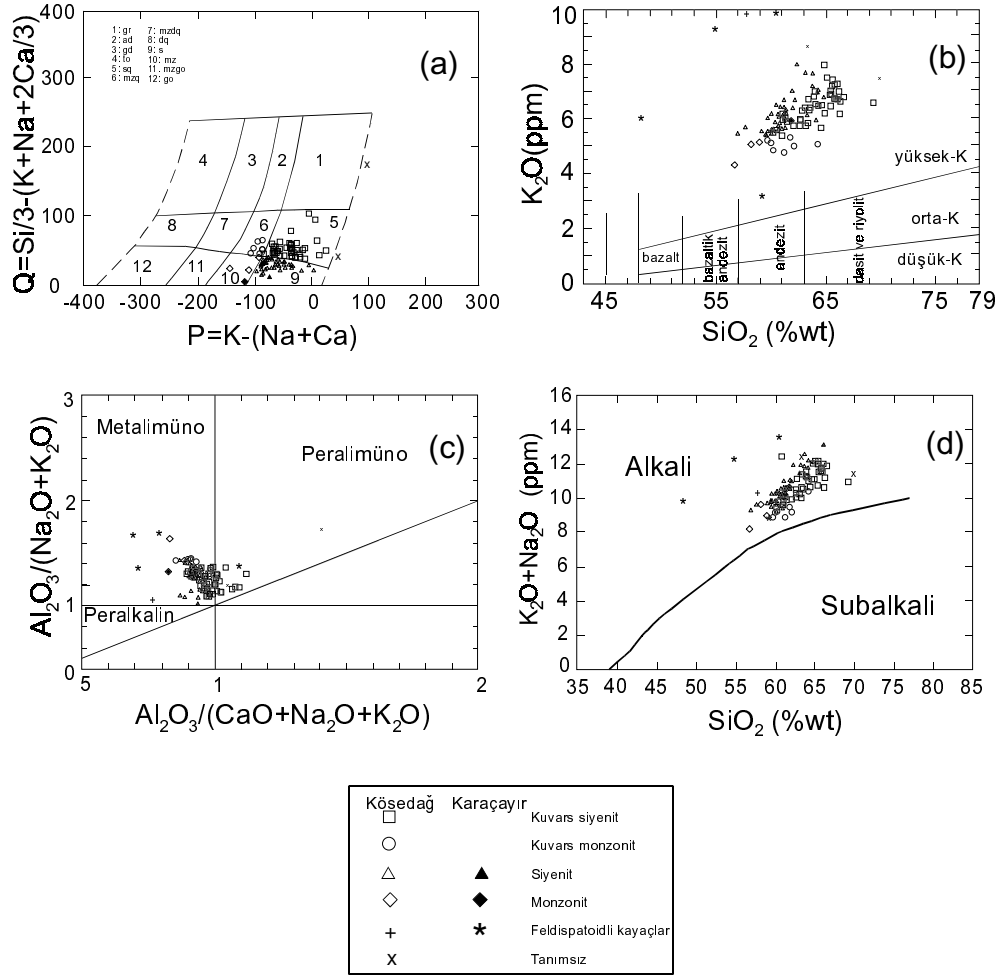 (a)
Q=Si/3-(K+Na+2Ca/3)
400
300
200
100
0
1: gr 7: mzdq
2: ad 8: dq
3: gd 9: s
4: to 10: mz
5: sq 11: mzgo
6: mzq 12: go
4 3 2 1
8 7 6 5
12 11 10 9
-400 -300 -200 -100 0 100 200 300
P=K-(Na+Ca)
(b)
K2O(ppm)
10
8
6
4
2
0
yüksek-K
orta-K
düşük-K
bazalt
bazaltik
andezit
andezit
dasit ve riyolit
45 55 65 75 79
SiO2 (%wt)
(c)
Al2O3/(Na2O+K2O)
3
2
1
0
Metalimüno
Peralimüno
Peralkalin
5 1 2
Al2O3/(CaO+Na2O+K2O)
(d)
K2O+Na2O (ppm)
16
14
12
10
8
6
4
2
0
Alkali
Subalkali
35 40 45 50 55 60 65 70 75 80 85
SiO2 (%wt)
Kösedağ Karaçayır
Kuvars siyenit
Kuvars monzonit
Siyenit
Monzonit
+ * Feldispatoidli kayaçlar
x Tanımsız